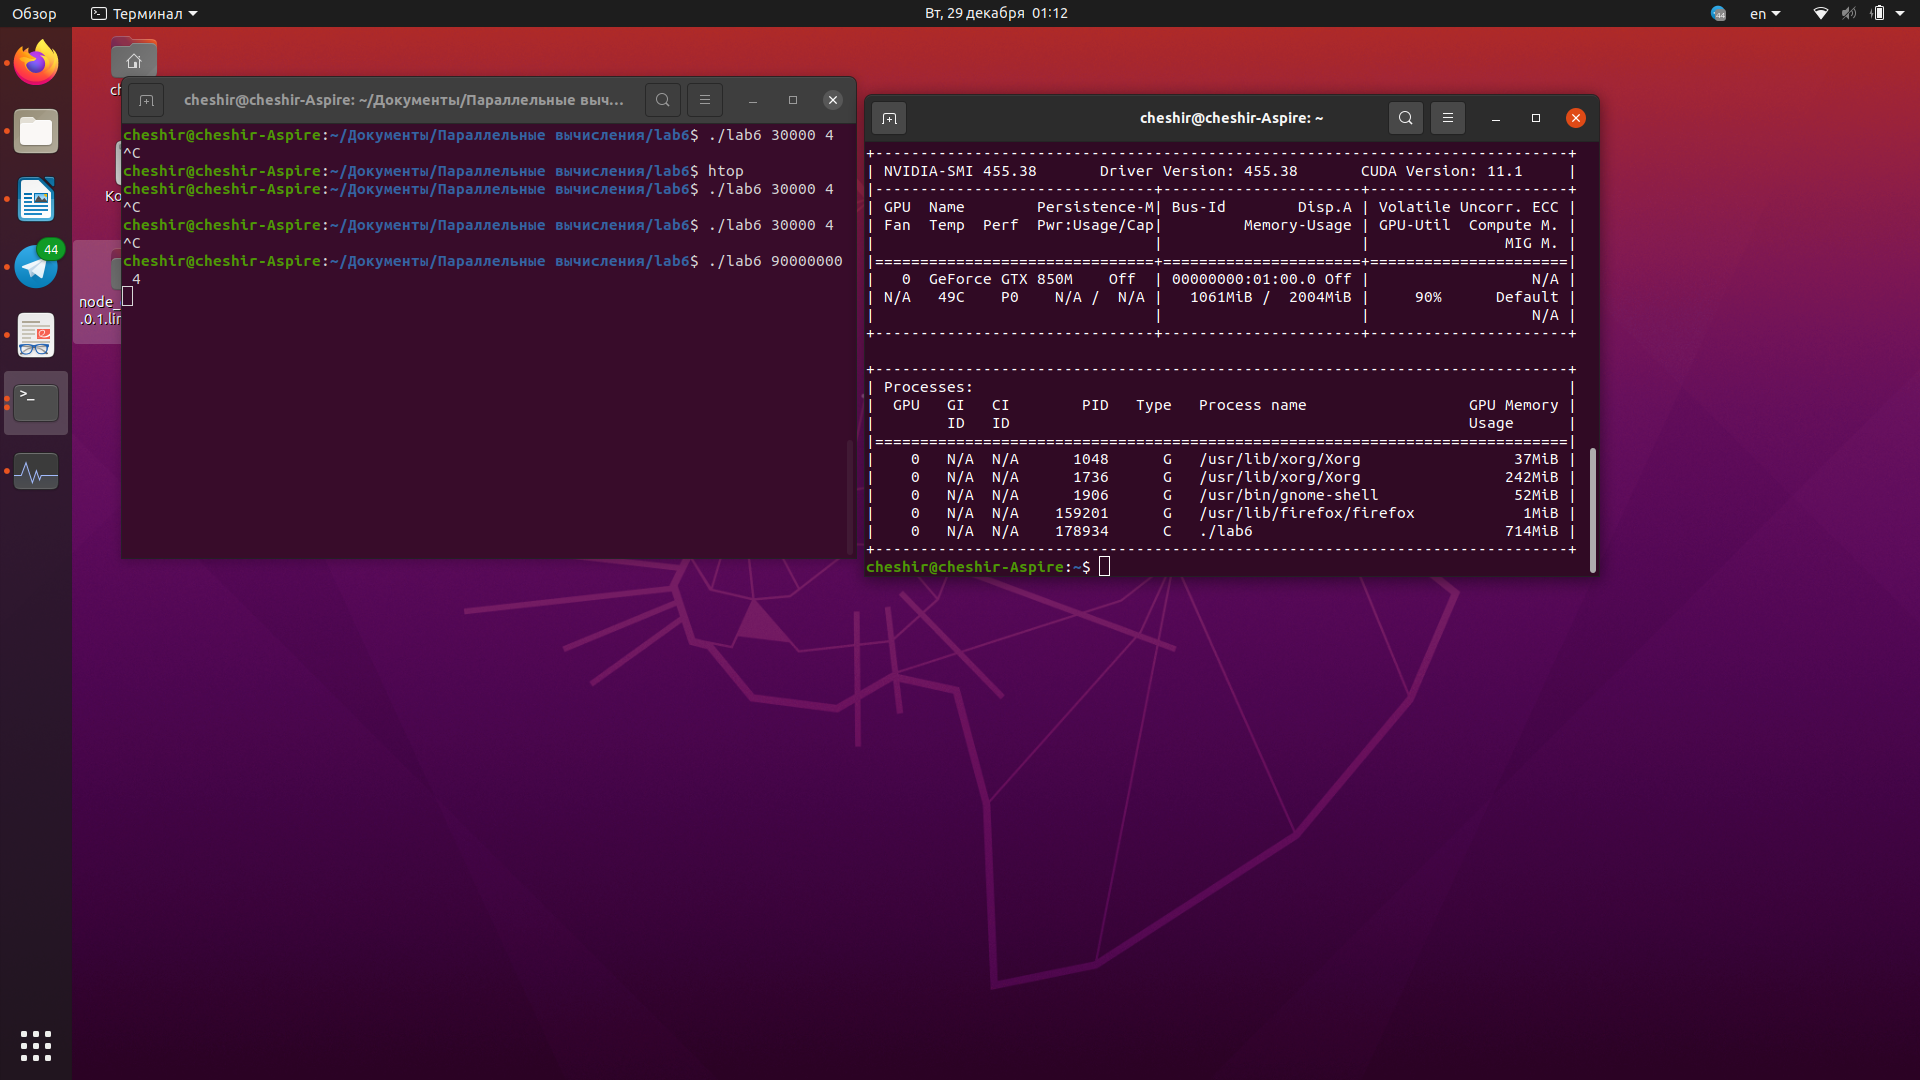 Обзор
Терминал
Вт, 29 декабря 01:12
44
en
44
cheshir@cheshir-Aspire: ~/Документы/Параллельные выч...
cheshir@cheshir-Aspire:~/Документы/Параллельные вычисления/lab6$ ./lab6 30000 4
^C
cheshir@cheshir-Aspire:~/Документы/Параллельные вычисления/lab6$ htop
cheshir@cheshir-Aspire:~/Документы/Параллельные вычисления/lab6$ ./lab6 30000 4
^C
cheshir@cheshir-Aspire:~/Документы/Параллельные вычисления/lab6$ ./lab6 30000 4
^C
cheshir@cheshir-Aspire:~/Документы/Параллельные вычисления/lab6$ ./lab6 90000000
4
node_
.0.1.lin
cheshir@cheshir-Aspire: ~
+-----------------------------------------------------------------------------+
| NVIDIA-SMI 455.38       Driver Version: 455.38       CUDA Version: 11.1     |
|-------------------------------+----------------------+----------------------+
| GPU  Name        Persistence-M| Bus-Id        Disp.A | Volatile Uncorr. ECC |
| Fan  Temp  Perf  Pwr:Usage/Cap|         Memory-Usage | GPU-Util  Compute M. |
|                               |                      |               MIG M. |
|===============================+======================+======================|
|   0  GeForce GTX 850M    Off  | 00000000:01:00.0 Off |                  N/A |
| N/A   49C    P0    N/A /  N/A |   1061MiB /  2004MiB |     90%      Default |
|                               |                      |                  N/A |
+-------------------------------+----------------------+----------------------+
+-----------------------------------------------------------------------------+
| Processes:                                                                  |
|  GPU   GI   CI        PID   Type   Process name                  GPU Memory |
|        ID   ID                                                   Usage      |
|=============================================================================|
|    0   N/A  N/A      1048      G   /usr/lib/xorg/Xorg                 37MiB |
|    0   N/A  N/A      1736      G   /usr/lib/xorg/Xorg                242MiB |
|    0   N/A  N/A      1906      G   /usr/bin/gnome-shell               52MiB |
|    0   N/A  N/A    159201      G   /usr/lib/firefox/firefox            1MiB |
|    0   N/A  N/A    178934      C   ./lab6                            714MiB |
+-----------------------------------------------------------------------------+
cheshir@cheshir-Aspire:~$